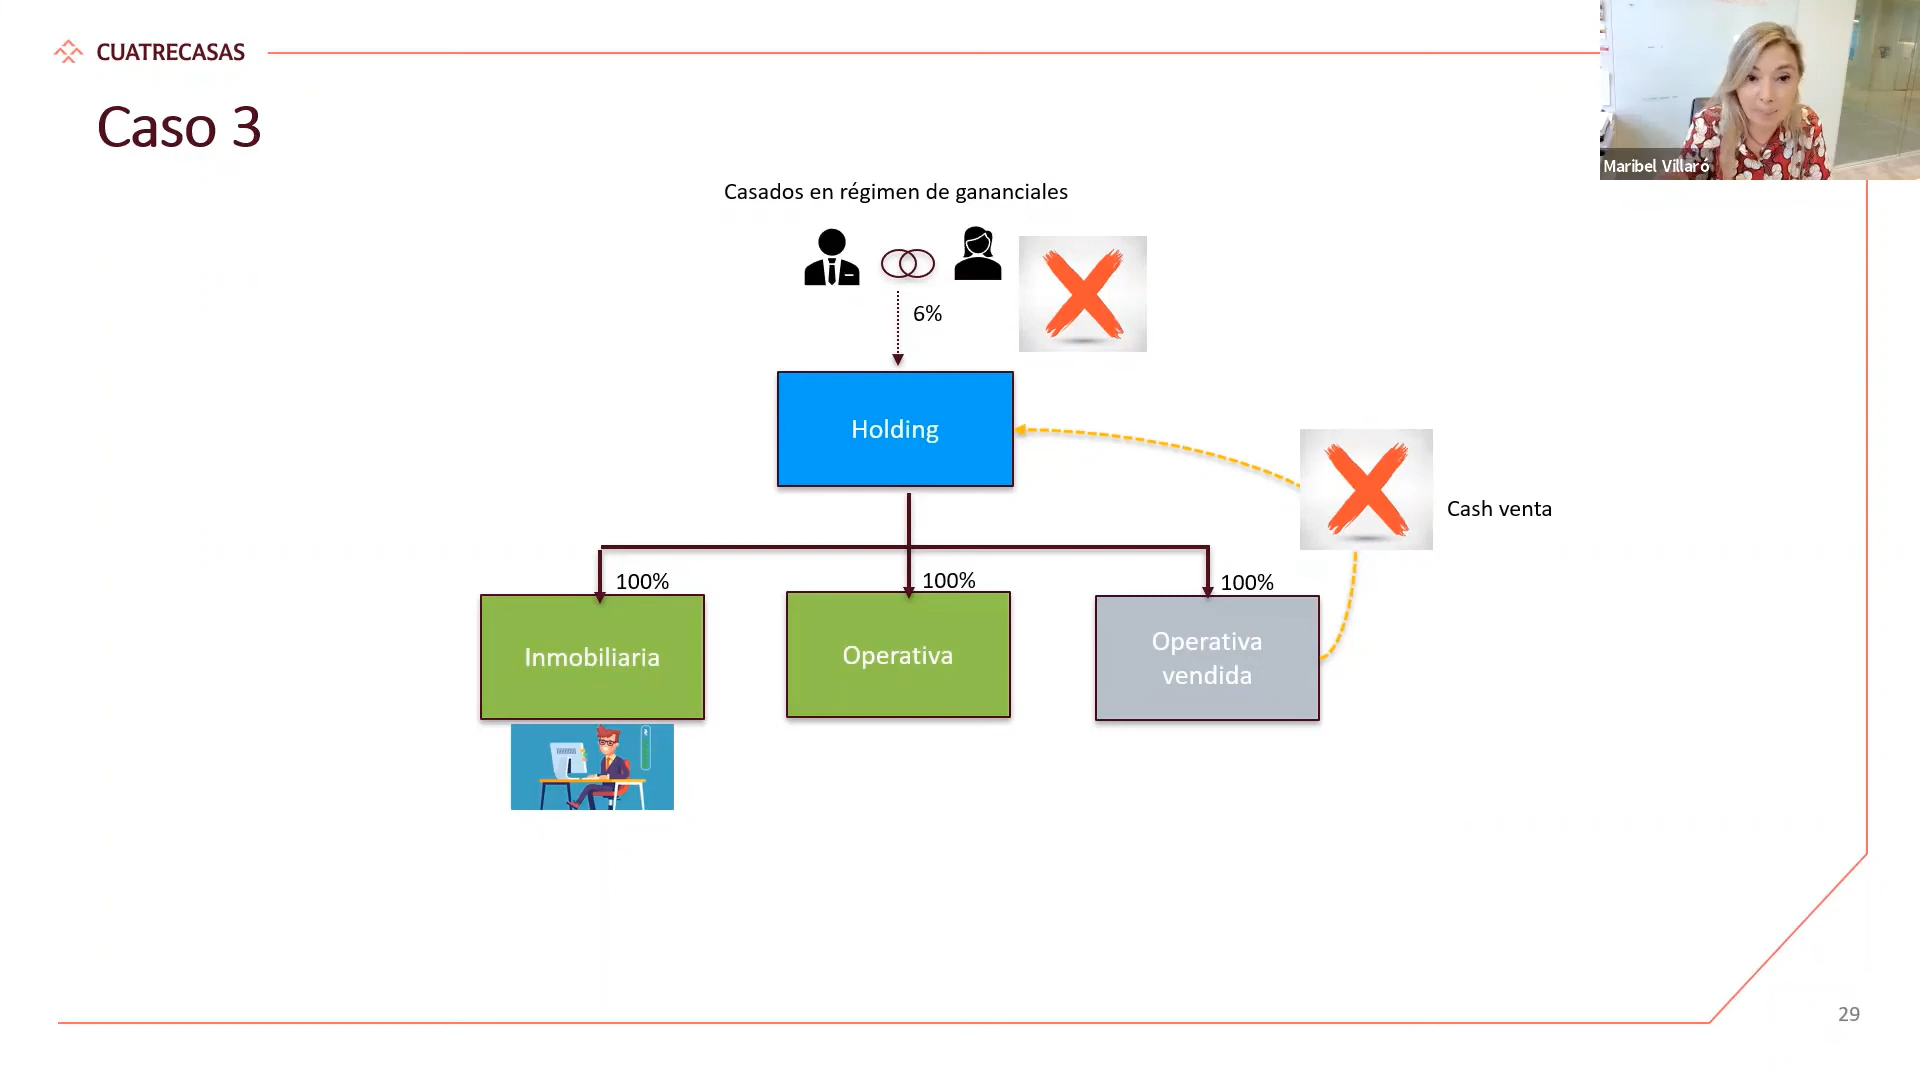 CUATRECASAS
Caso 3
Maribel Villaró
Casados en régimen de gananciales
6%
Holding
Cash venta
100%
100%
100%
Inmobiliaria
Operativa
Operativa
vendida
29